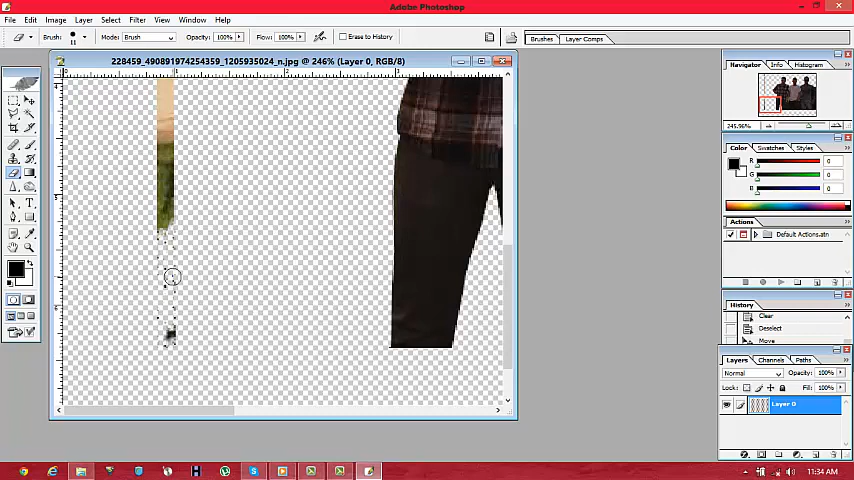 Adobe Photoshop
File Edit Image Layer Select Filter View Window Help
Brush: 11 Mode: Brush Opacity: 100% Flow: 100% Erase to History Brushes Layer Comps
228459_490891974254359_1205935024_n.jpg @ 246% (Layer 0, RGB/8)
Navigator Info Histogram
245.96%
Color Swatches Styles
R 0
G 0
B 0
Actions
Default Actions.atn
History
Clear
Deselect
Move
Layers Channels Paths
Normal Opacity: 100%
Lock: Fill: 100%
Layer 0
11:34 AM